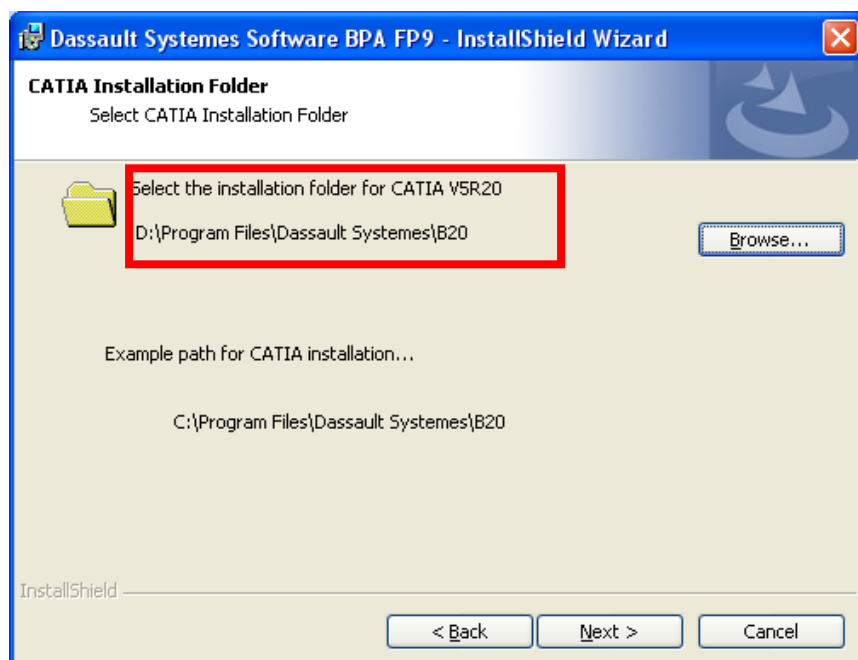 Dassault Systemes Software BPA FP9 - InstallShield Wizard
CATIA Installation Folder
Select CATIA Installation Folder
Select the installation folder for CATIA V5R20
D:\Program Files\Dassault Systemes\B20
Browse...
Example path for CATIA installation...
C:\Program Files\Dassault Systemes\B20
InstallShield
< Back Next > Cancel